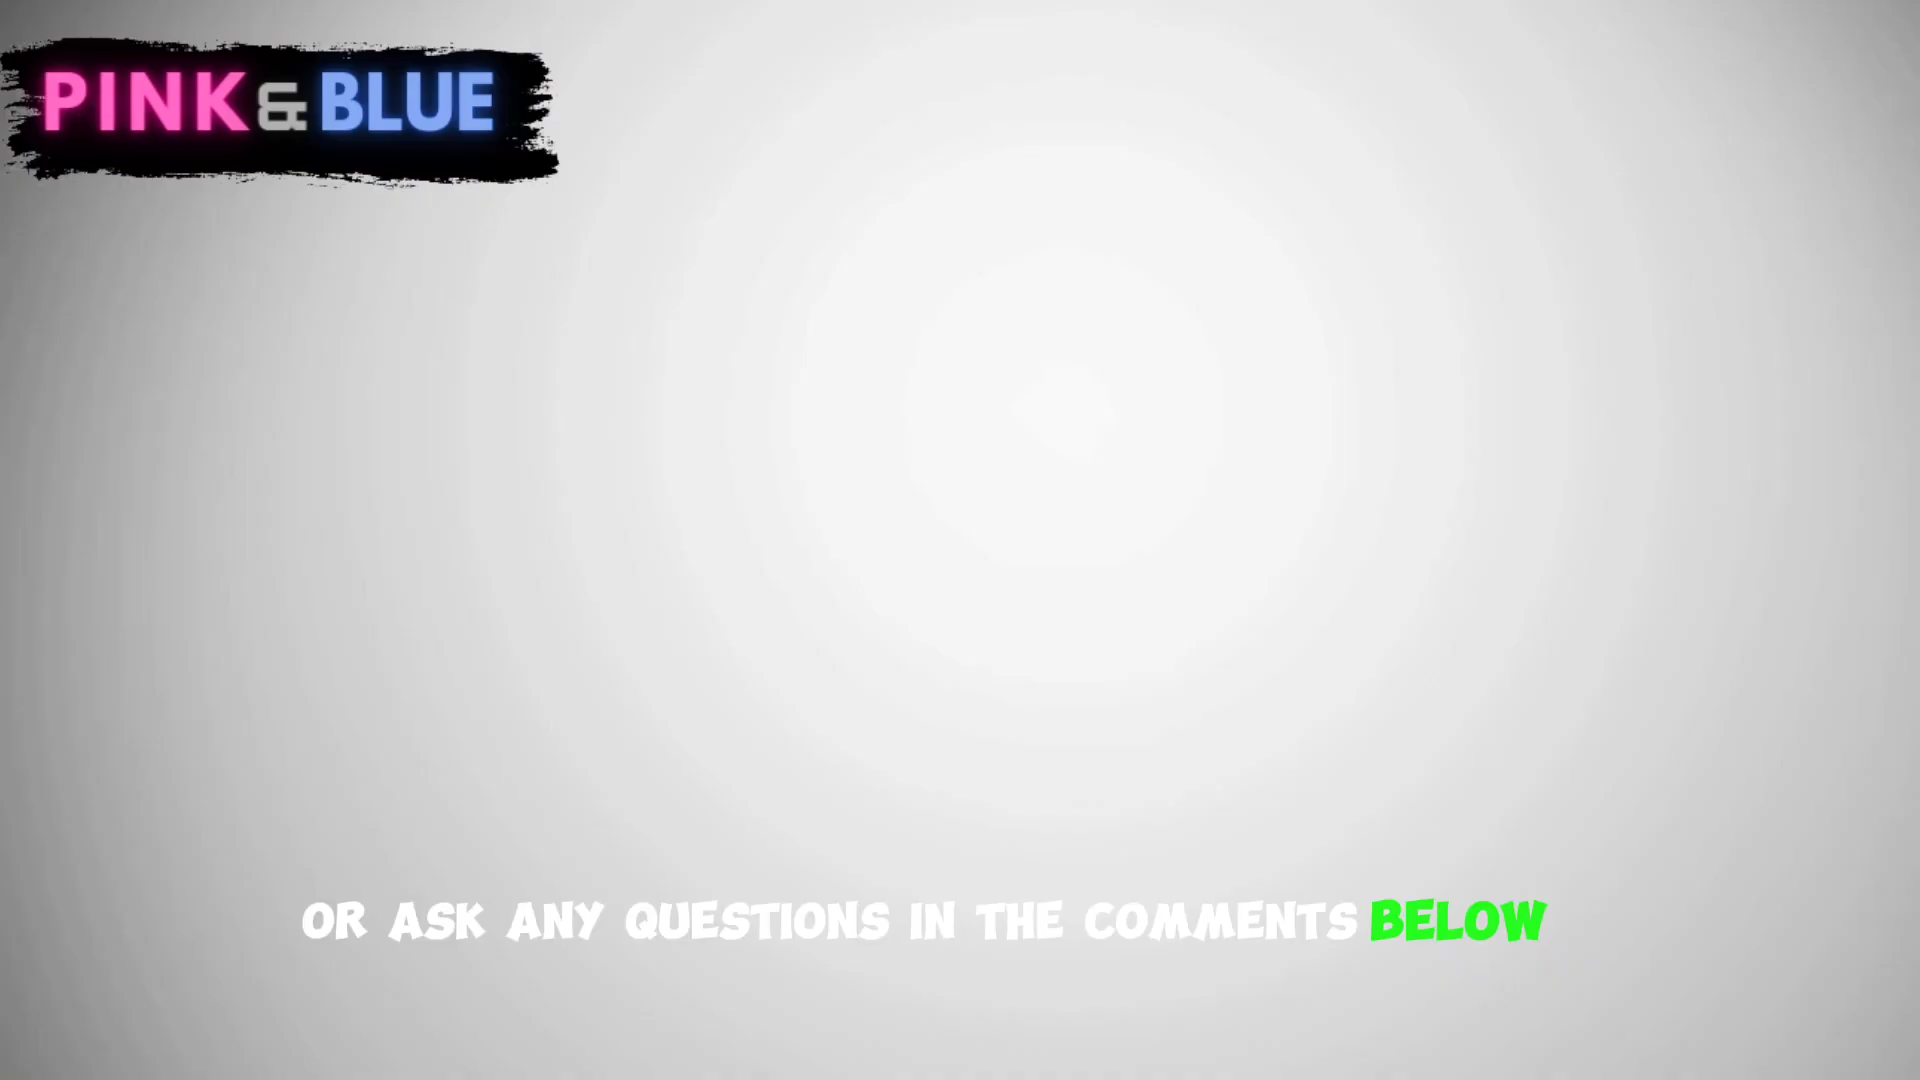 PINK & BLUE
OR ASK ANY QUESTIONS IN THE COMMENTS BELOW